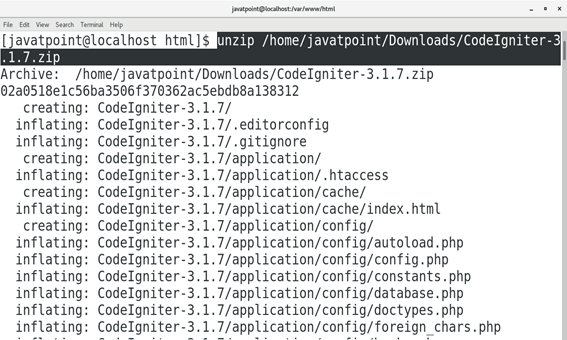 javatpoint@localhost:/var/www/html
File Edit View Search Terminal Help
[javatpoint@localhost html]$ unzip /home/javatpoint/Downloads/CodeIgniter-3
.1.7.zip
Archive:  /home/javatpoint/Downloads/CodeIgniter-3.1.7.zip
02a0518e1c56ba3506f370362ac5ebdb8a138312
   creating: CodeIgniter-3.1.7/
  inflating: CodeIgniter-3.1.7/.editorconfig
  inflating: CodeIgniter-3.1.7/.gitignore
   creating: CodeIgniter-3.1.7/application/
  inflating: CodeIgniter-3.1.7/application/.htaccess
   creating: CodeIgniter-3.1.7/application/cache/
  inflating: CodeIgniter-3.1.7/application/cache/index.html
   creating: CodeIgniter-3.1.7/application/config/
  inflating: CodeIgniter-3.1.7/application/config/autoload.php
  inflating: CodeIgniter-3.1.7/application/config/config.php
  inflating: CodeIgniter-3.1.7/application/config/constants.php
  inflating: CodeIgniter-3.1.7/application/config/database.php
  inflating: CodeIgniter-3.1.7/application/config/doctypes.php
  inflating: CodeIgniter-3.1.7/application/config/foreign_chars.php